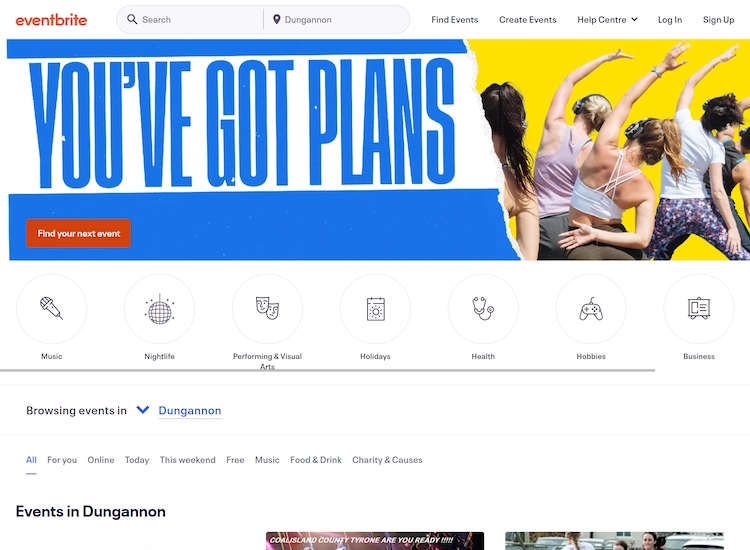 eventbrite
Search
Dungannon
Find Events
Create Events
Help Centre
Log In
Sign Up
YOU'VE GOT PLANS
Find your next event
Music
Nightlife
Performing & Visual
Arts
Holidays
Health
Hobbies
Business
Browsing events in Dungannon
All For you Online Today This weekend Free Music Food & Drink Charity & Causes
Events in Dungannon
COALISLAND COUNTY TYRONE ARE YOU READY !!!!!